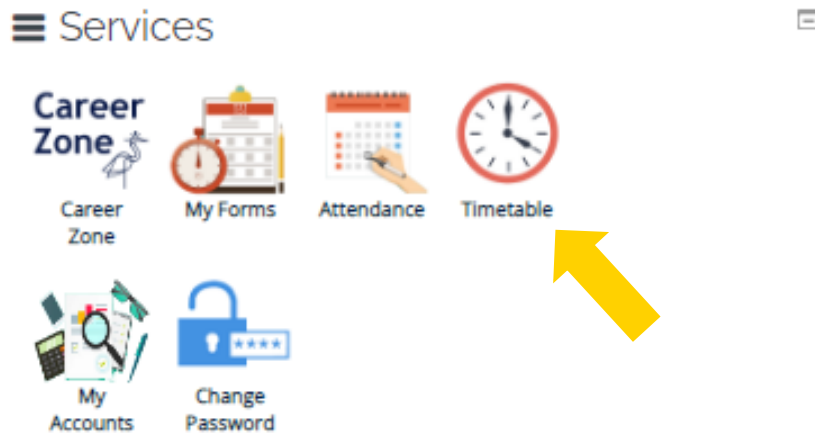 Services
Career
Zone
Career
Zone
My Forms
Attendance
Timetable
****
My
Accounts
Change
Password